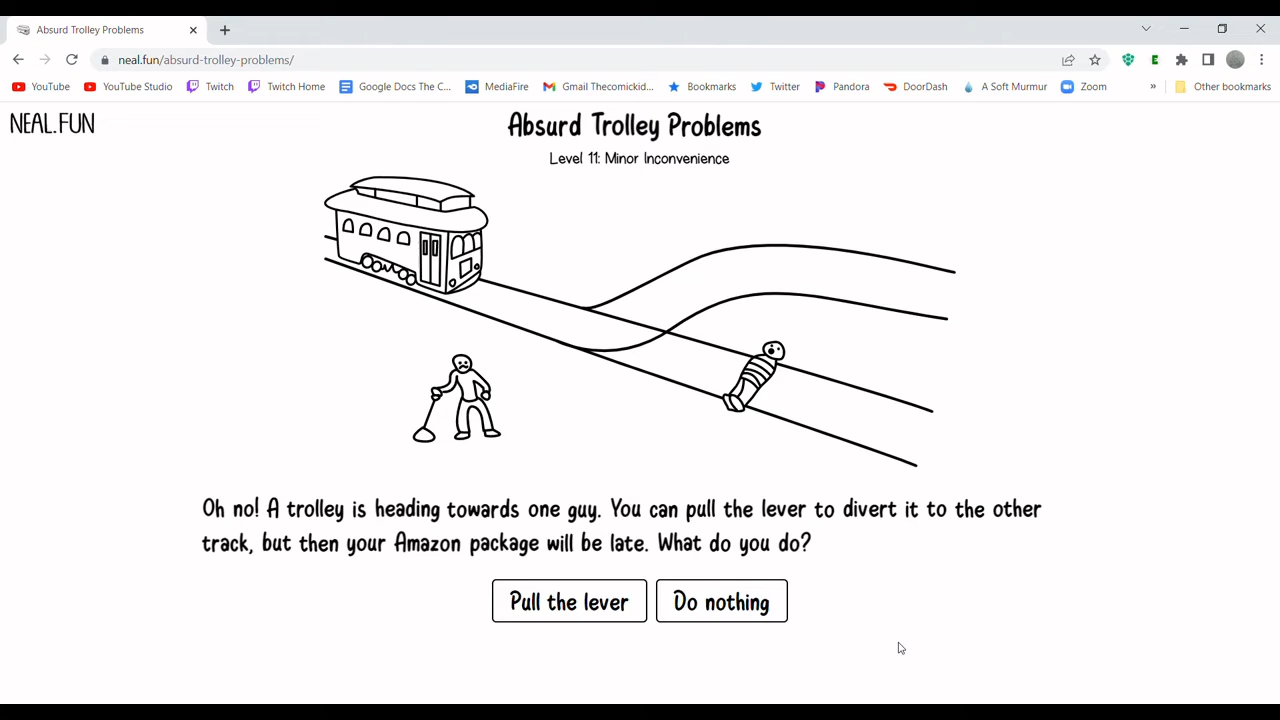 Absurd Trolley Problems
neal.fun/absurd-trolley-problems/
YouTube YouTube Studio Twitch Twitch Home Google Docs The C... MediaFire Gmail Thecomickid... Bookmarks Twitter Pandora DoorDash A Soft Murmur Zoom » Other bookmarks
NEAL.FUN
Absurd Trolley Problems
Level 11: Minor Inconvenience
Oh no! A trolley is heading towards one guy. You can pull the lever to divert it to the other
track, but then your Amazon package will be late. What do you do?
Pull the lever Do nothing